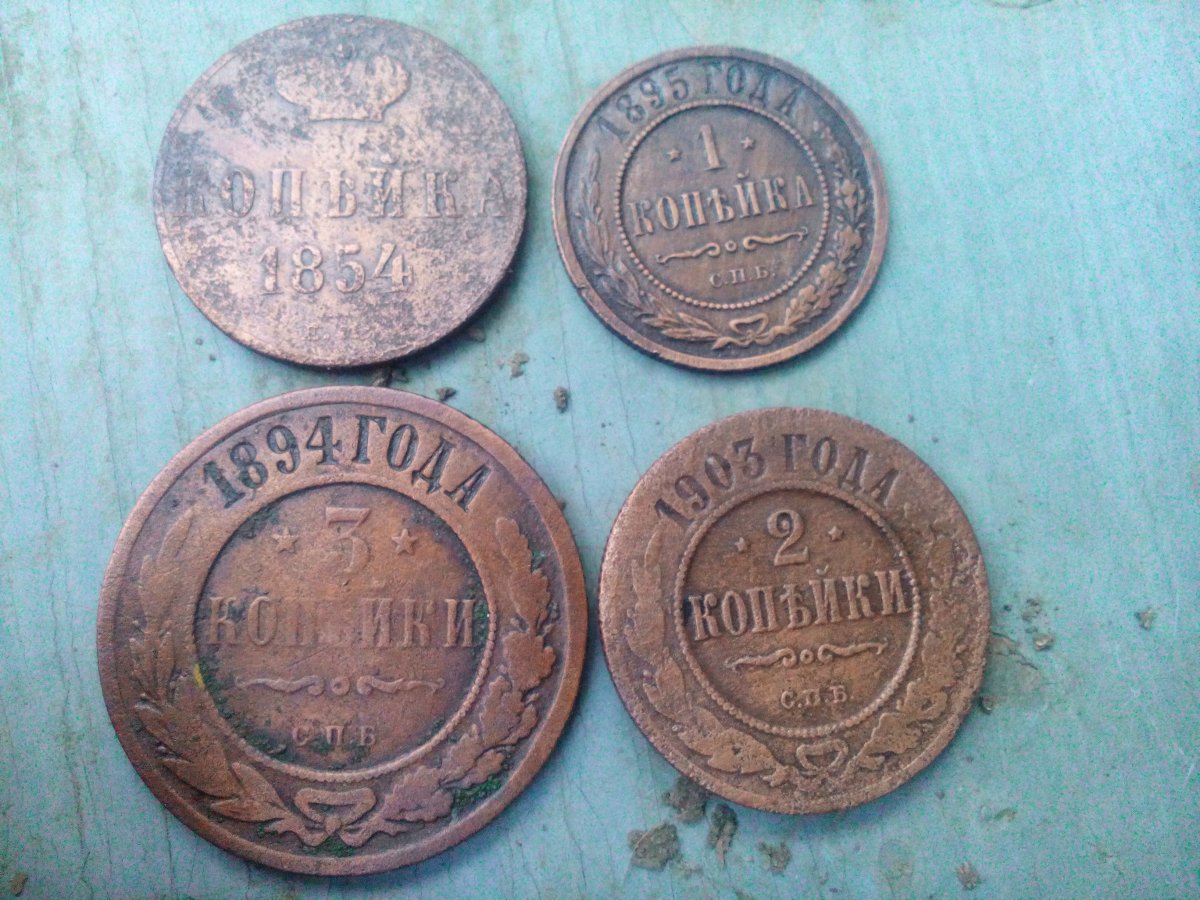 КОПѢЙКА
1854
1895 ГОДА
1
КОПѢЙКА
С.П.Б.
1894 ГОДА
3
КОПѢЙКИ
С.П.Б
1903 ГОДА
2
КОПѢЙКИ
С.П.Б.